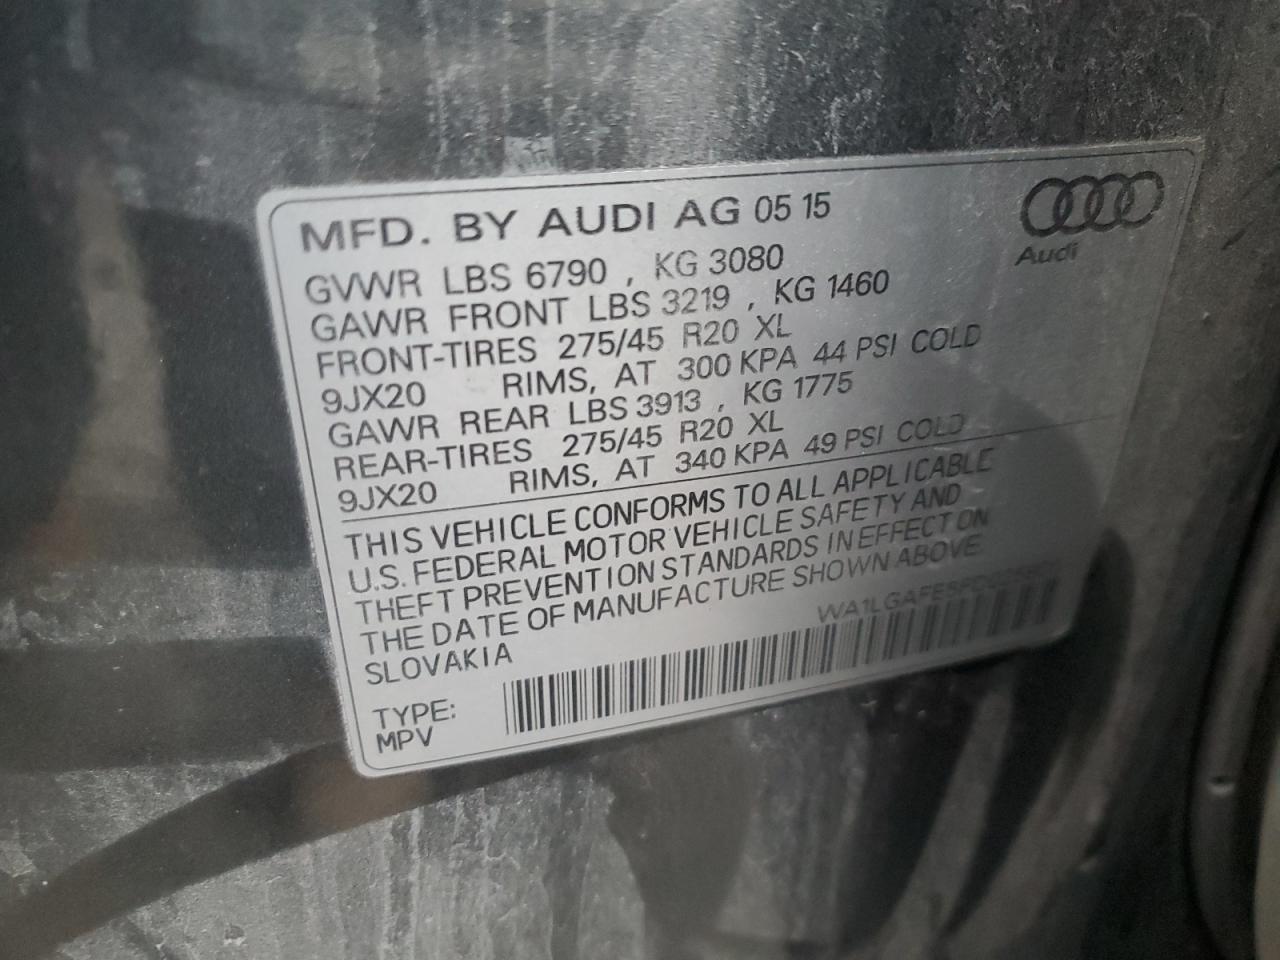 MFD. BY AUDI AG 05 15
Audi
GVWR LBS 6790 , KG 3080
GAWR FRONT LBS 3219 , KG 1460
FRONT-TIRES 275/45 R20 XL
9JX20 RIMS, AT 300 KPA 44 PSI COLD
GAWR REAR LBS 3913 , KG 1775
REAR-TIRES 275/45 R20 XL
9JX20 RIMS, AT 340 KPA 49 PSI COLD
THIS VEHICLE CONFORMS TO ALL APPLICABLE
U.S. FEDERAL MOTOR VEHICLE SAFETY AND
THEFT PREVENTION STANDARDS IN EFFECT ON
THE DATE OF MANUFACTURE SHOWN ABOVE
SLOVAKIA
TYPE:
MPV